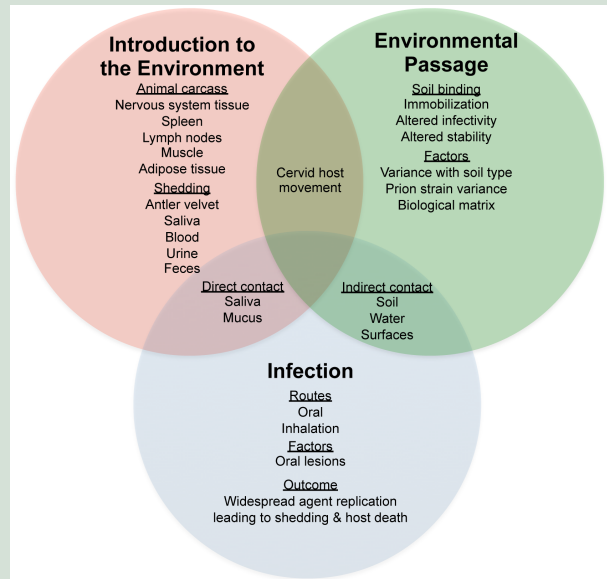 Introduction to
the Environment
Animal carcass
Nervous system tissue
Spleen
Lymph nodes
Muscle
Adipose tissue
Shedding
Antler velvet
Saliva
Blood
Urine
Feces
Environmental
Passage
Soil binding
Immobilization
Altered infectivity
Altered stability
Factors
Variance with soil type
Prion strain variance
Biological matrix
Cervid host
movement
Direct contact
Saliva
Mucus
Indirect contact
Soil
Water
Surfaces
Infection
Routes
Oral
Inhalation
Factors
Oral lesions
Outcome
Widespread agent replication
leading to shedding & host death